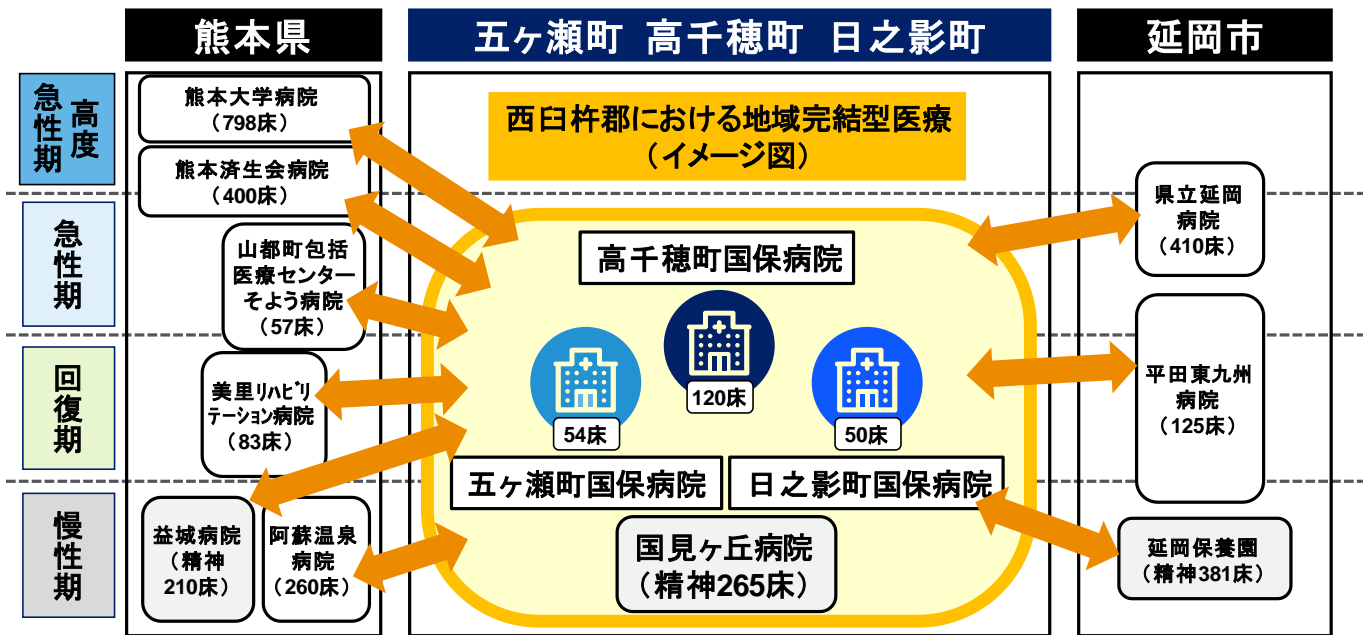 熊本県
五ヶ瀬町 高千穂町 日之影町
延岡市
高度
急性期
急性期
回復期
慢性期
熊本大学病院
（798床）
熊本済生会病院
（400床）
山都町包括
医療センター
そよう病院
（57床）
美里ﾘﾊﾋﾞﾘ
ﾃｰｼｮﾝ病院
（83床）
益城病院
（精神
210床）
阿蘇温泉
病院
（260床）
西臼杵郡における地域完結型医療
（イメージ図）
高千穂町国保病院
120床
54床
50床
五ヶ瀬町国保病院
日之影町国保病院
国見ヶ丘病院
（精神265床）
県立延岡
病院
（410床）
平田東九州
病院
（125床）
延岡保養園
（精神381床）